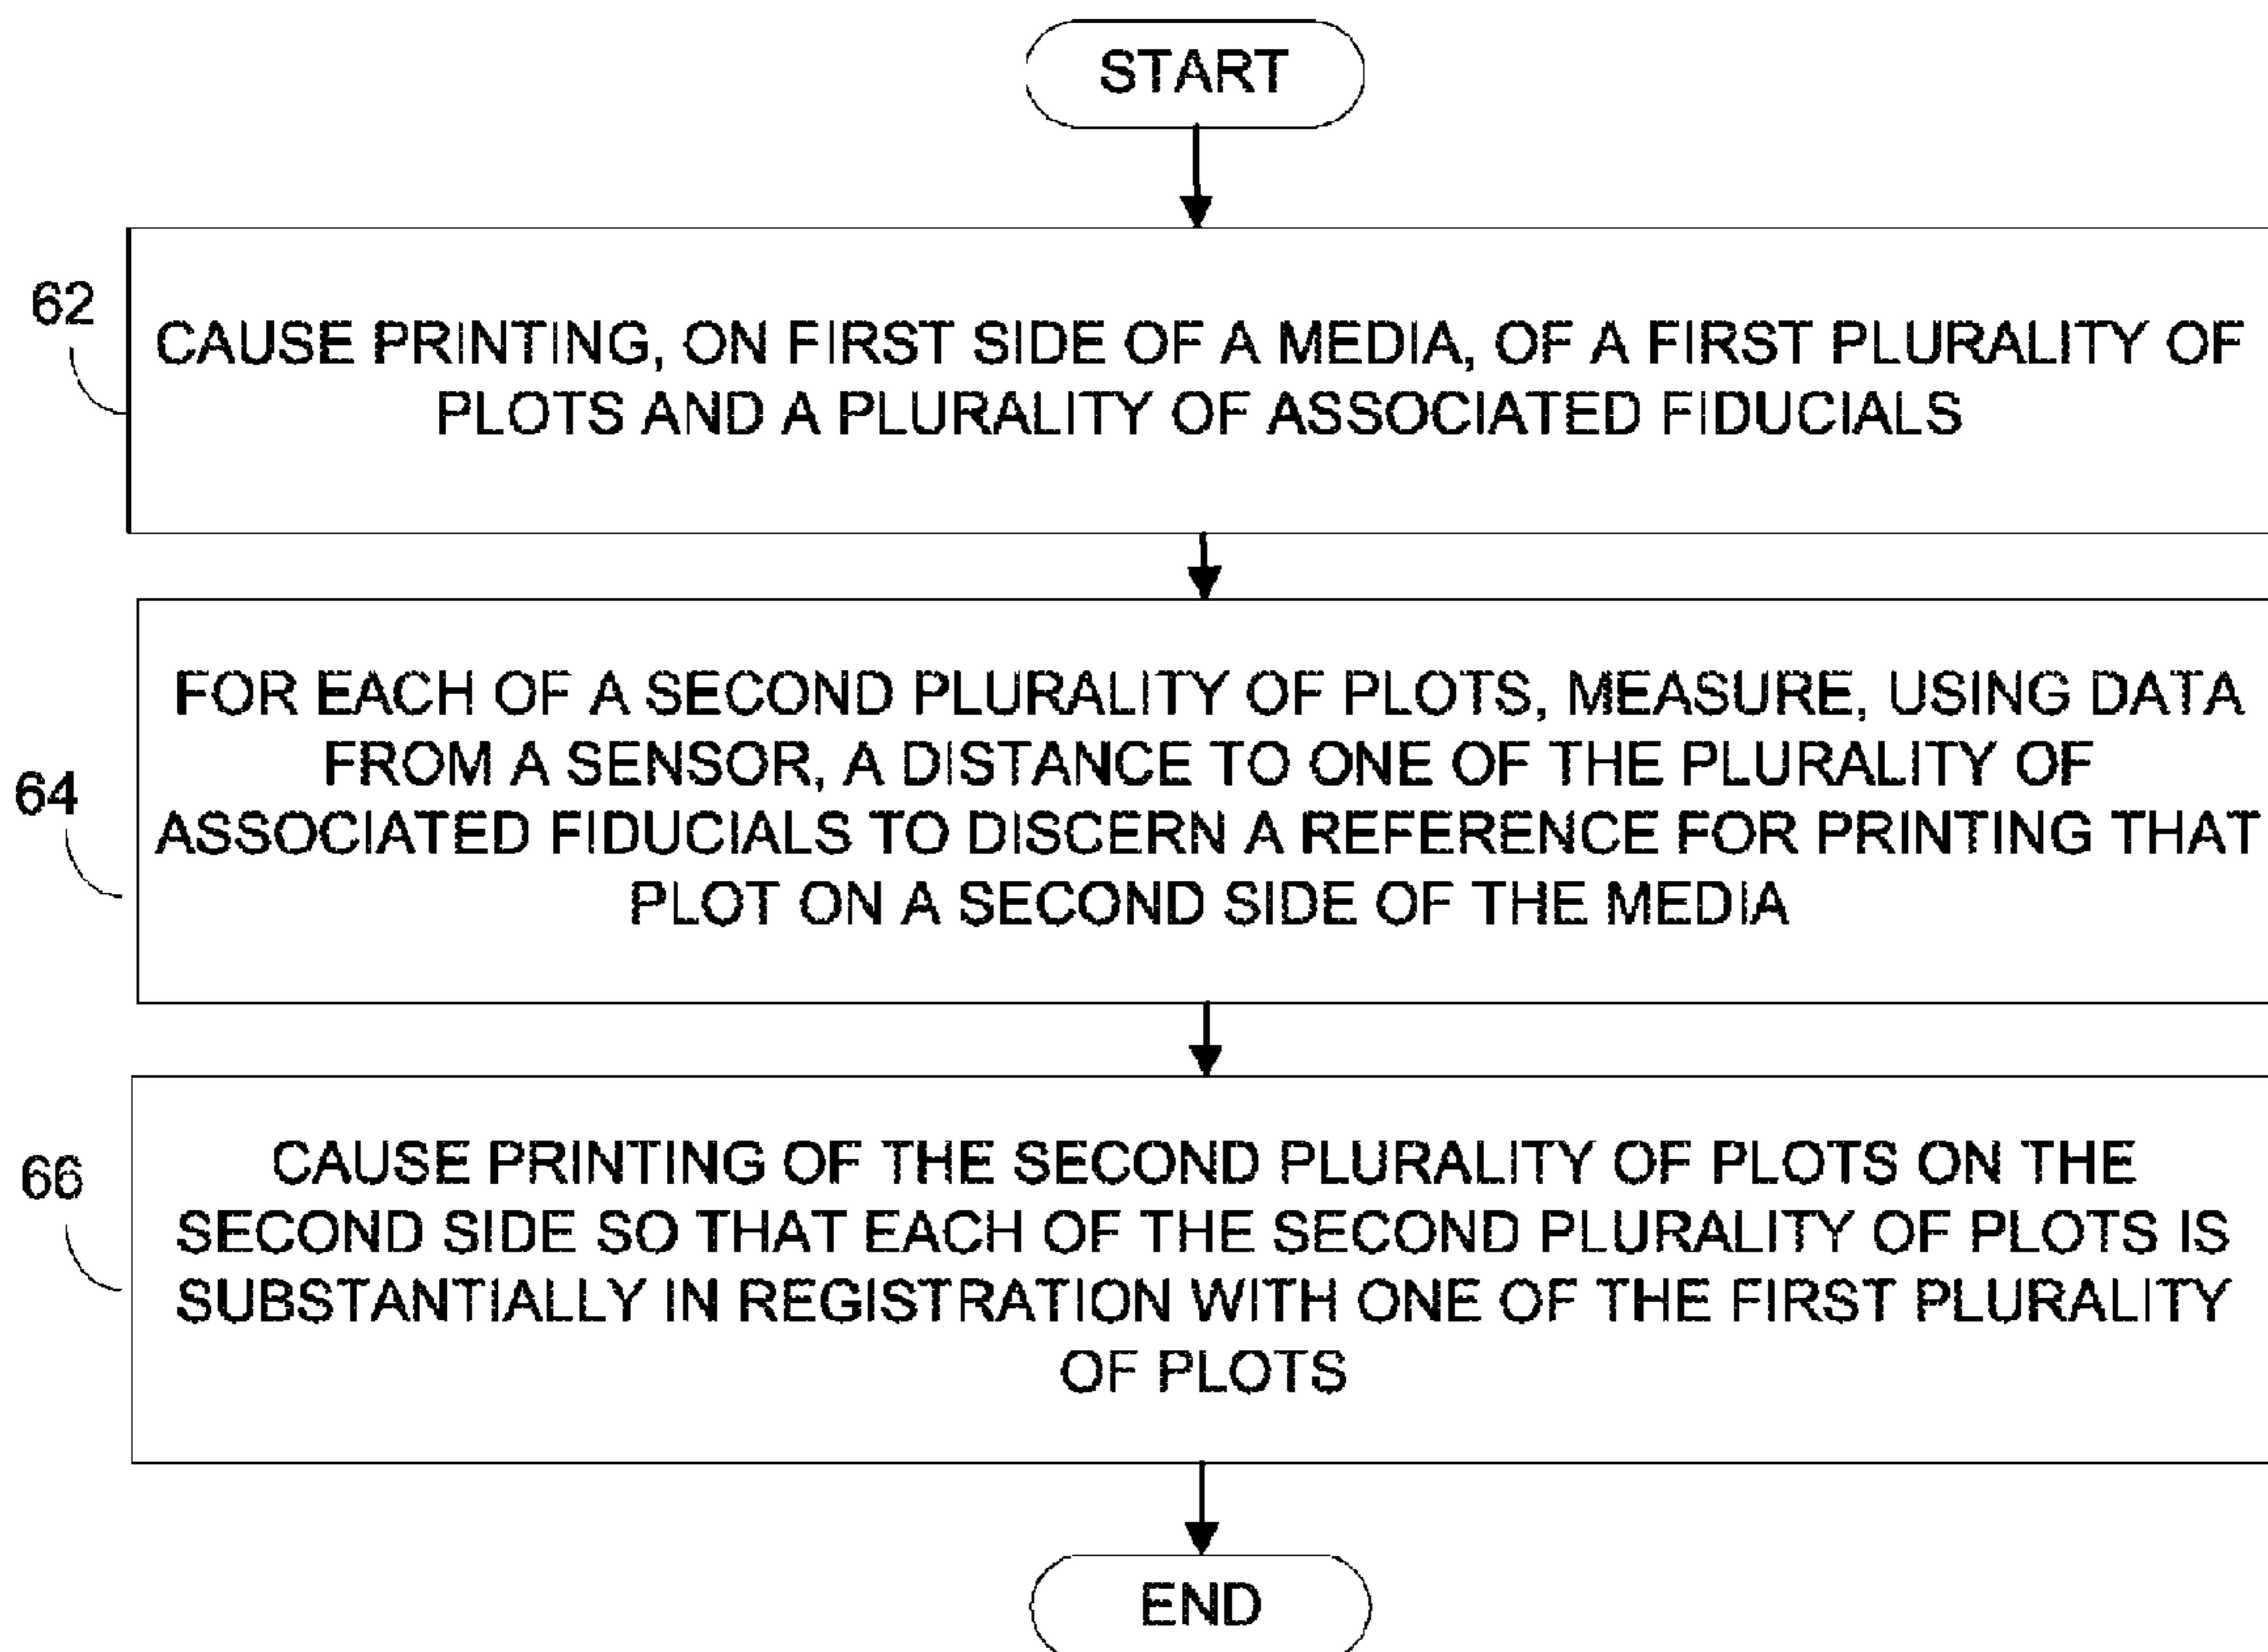 START
62
CAUSE PRINTING, ON FIRST SIDE OF A MEDIA, OF A FIRST PLURALITY OF
PLOTS AND A PLURALITY OF ASSOCIATED FIDUCIALS
64
FOR EACH OF A SECOND PLURALITY OF PLOTS, MEASURE, USING DATA
FROM A SENSOR, A DISTANCE TO ONE OF THE PLURALITY OF
ASSOCIATED FIDUCIALS TO DISCERN A REFERENCE FOR PRINTING THAT
PLOT ON A SECOND SIDE OF THE MEDIA
66
CAUSE PRINTING OF THE SECOND PLURALITY OF PLOTS ON THE
SECOND SIDE SO THAT EACH OF THE SECOND PLURALITY OF PLOTS IS
SUBSTANTIALLY IN REGISTRATION WITH ONE OF THE FIRST PLURALITY
OF PLOTS
END